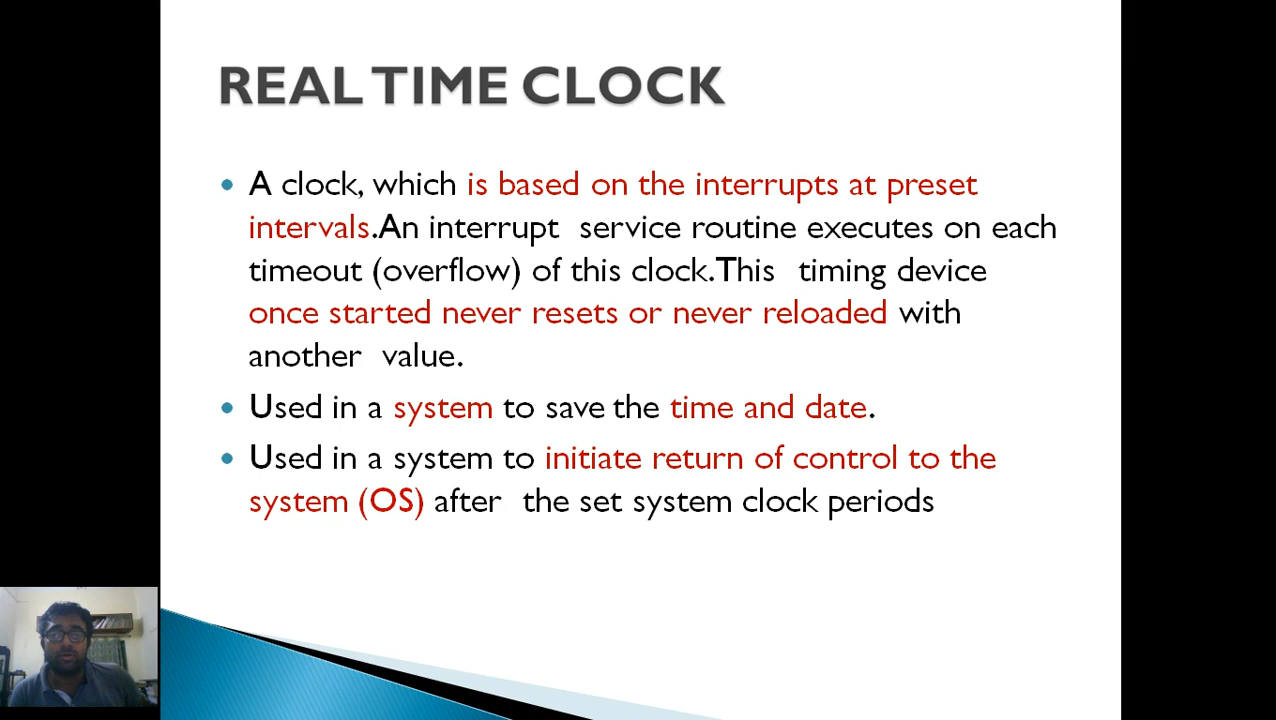 REAL TIME CLOCK
• A clock, which is based on the interrupts at preset
intervals.An interrupt service routine executes on each
timeout (overflow) of this clock.This timing device
once started never resets or never reloaded with
another value.
• Used in a system to save the time and date.
• Used in a system to initiate return of control to the
system (OS) after the set system clock periods